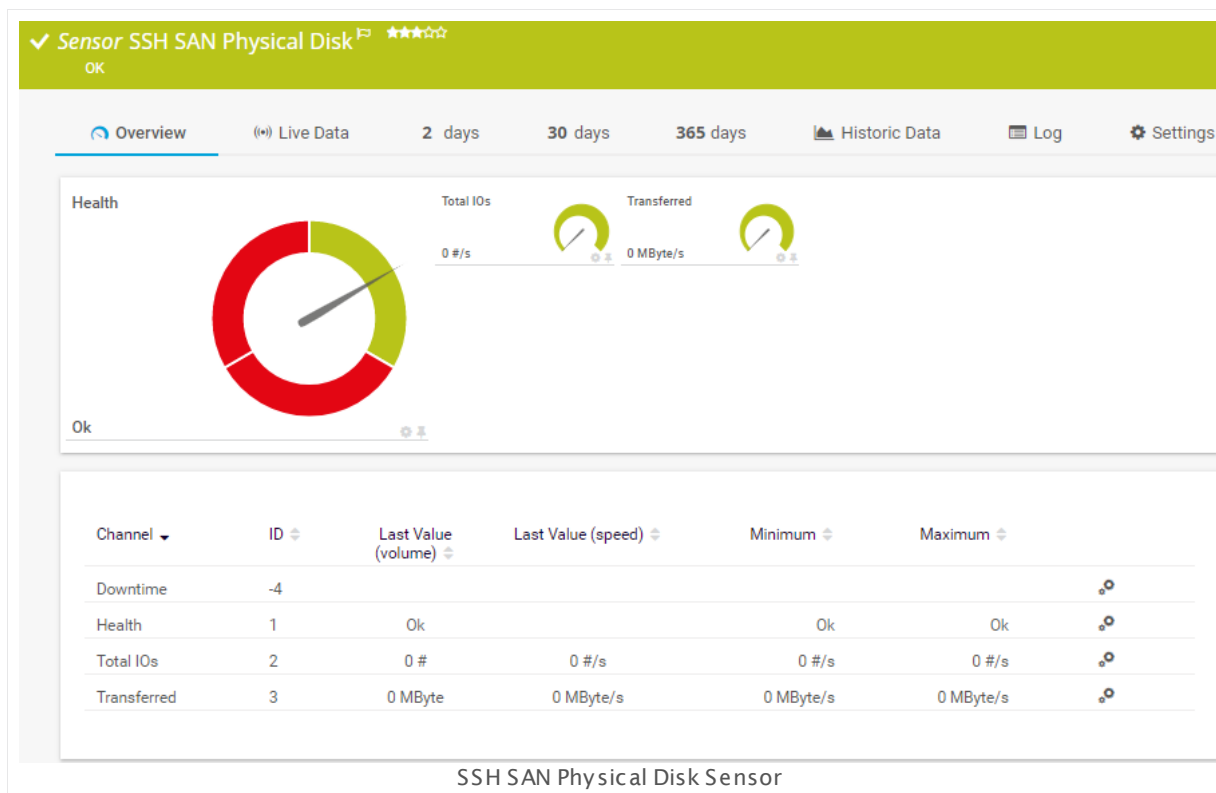 Sensor SSH SAN Physical Disk
OK
Overview Live Data 2 days 30 days 365 days Historic Data Log Settings
Health Total IOs Transferred
0 #/s 0 MByte/s
Ok
Channel ID Last Value (volume) Last Value (speed) Minimum Maximum
Downtime -4
Health 1 Ok Ok Ok
Total IOs 2 0 # 0 #/s 0 #/s 0 #/s
Transferred 3 0 MByte 0 MByte/s 0 MByte/s 0 MByte/s
SSH SAN Physical Disk Sensor